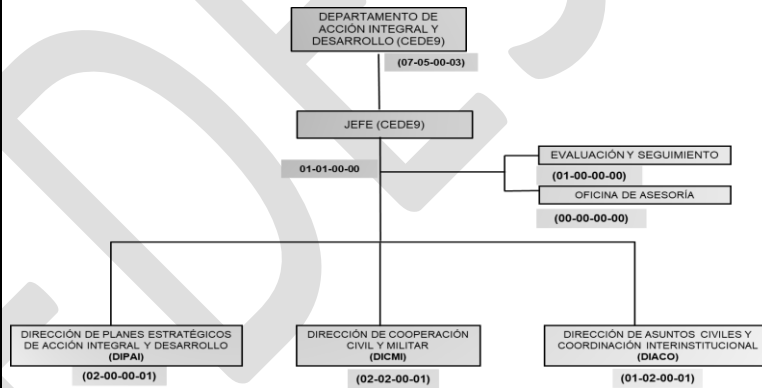 DEPARTAMENTO DE
ACCIÓN INTEGRAL Y
DESARROLLO (CEDE9)
(07-05-00-03)
JEFE (CEDE9)
01-01-00-00
EVALUACIÓN Y SEGUIMIENTO
(01-00-00-00)
OFICINA DE ASESORÍA
(00-00-00-00)
DIRECCIÓN DE PLANES ESTRATÉGICOS
DE ACCIÓN INTEGRAL Y DESARROLLO
(DIPAI)
(02-00-00-01)
DIRECCIÓN DE COOPERACIÓN
CIVIL Y MILITAR
(DICMI)
(02-02-00-01)
DIRECCIÓN DE ASUNTOS CIVILES Y
COORDINACIÓN INTERINSTITUCIONAL
(DIACO)
(01-02-00-01)